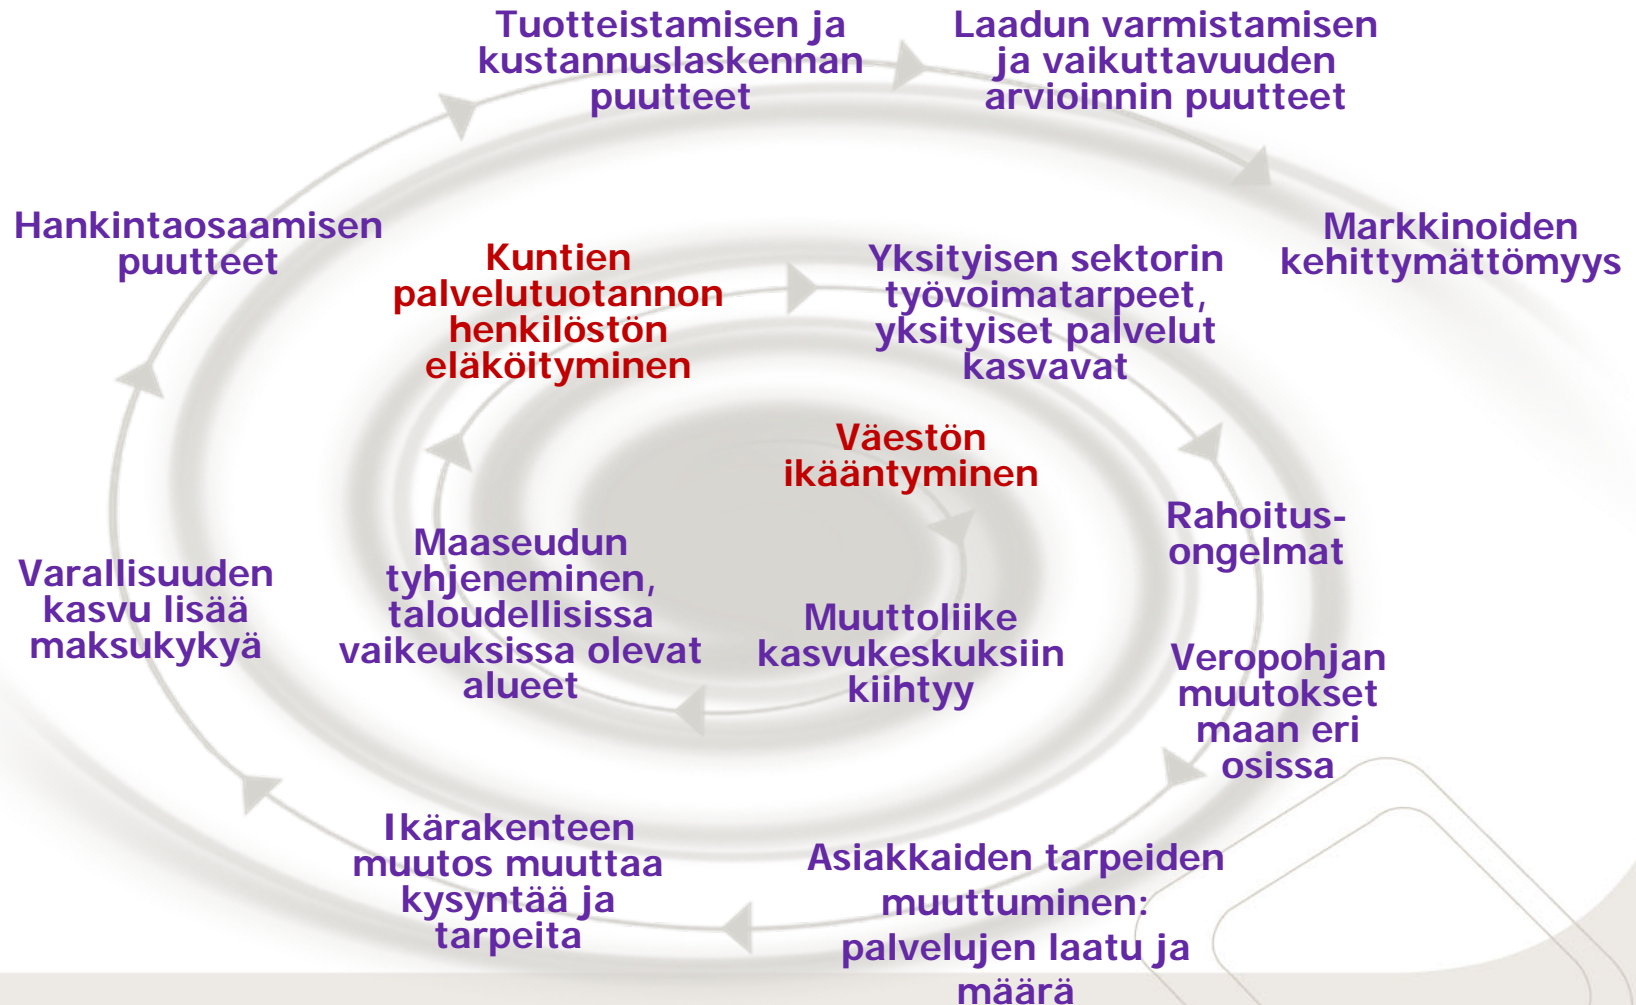 Tuotteistamisen ja
kustannuslaskennan
puutteet
Laadun varmistamisen
ja vaikuttavuuden
arvioinnin puutteet
Hankintaosaamisen
puutteet
Kuntien
palvelutuotannon
henkilöstön
eläköityminen
Yksityisen sektorin
työvoimatarpeet,
yksityiset palvelut
kasvavat
Markkinoiden
kehittymättömyys
Väestön
ikääntyminen
Rahoitus-
ongelmat
Varallisuuden
kasvu lisää
maksukykyä
Maaseudun
tyhjeneminen,
taloudellisissa
vaikeuksissa olevat
alueet
Muuttoliike
kasvukeskuksiin
kiihtyy
Veropohjan
muutokset
maan eri
osissa
Ikärakenteen
muutos muuttaa
kysyntää ja
tarpeita
Asiakkaiden tarpeiden
muuttuminen:
palvelujen laatu ja
määrä